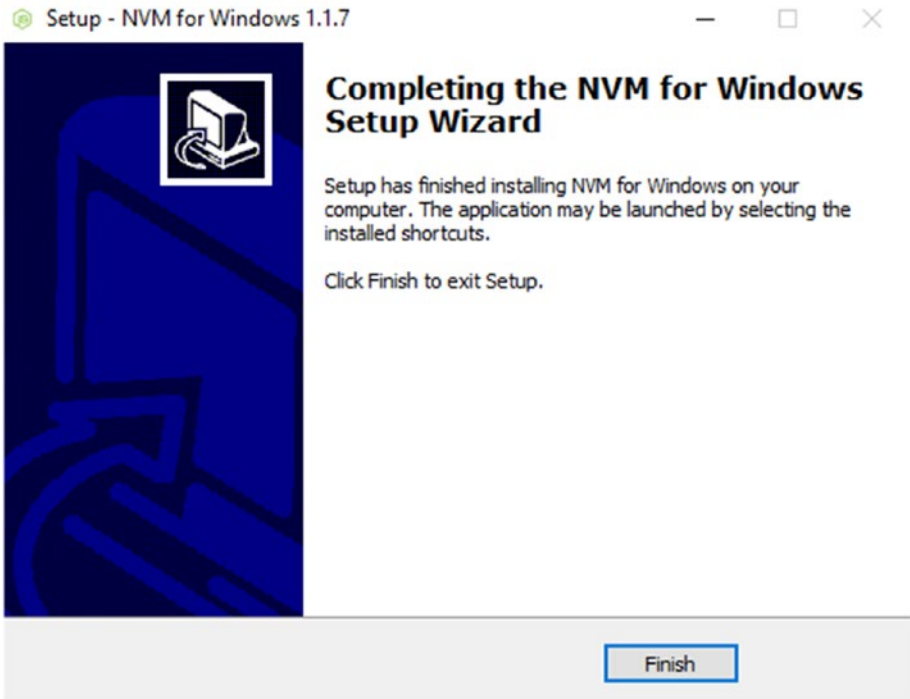 Setup - NVM for Windows 1.1.7
Completing the NVM for Windows
Setup Wizard
Setup has finished installing NVM for Windows on your
computer. The application may be launched by selecting the
installed shortcuts.
Click Finish to exit Setup.
Finish